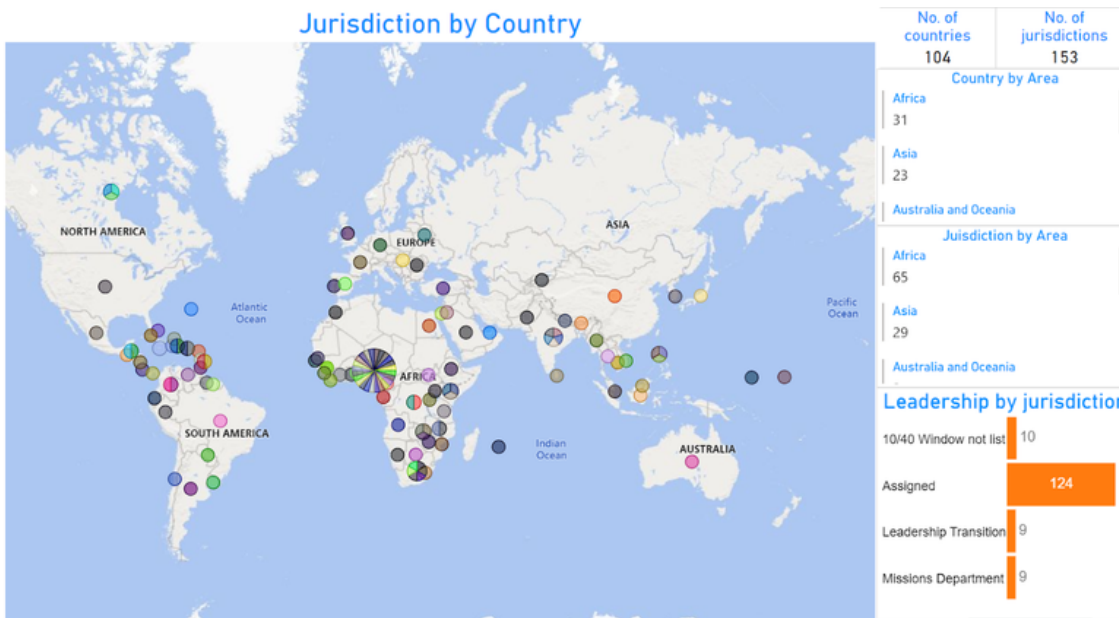 Jurisdiction by Country
NORTH AMERICA
Atlantic
Ocean
SOUTH AMERICA
EUROPE
AFRICA
ASIA
Indian
Ocean
AUSTRALIA
Pacific
Ocean
No. of
countries
104
No. of
jurisdictions
153
Country by Area
Africa
31
Asia
23
Australia and Oceania
Juisdiction by Area
Africa
65
Asia
29
Australia and Oceania
Leadership by jurisdiction
10/40 Window not list 10
Assigned 124
Leadership Transition 9
Missions Department 9